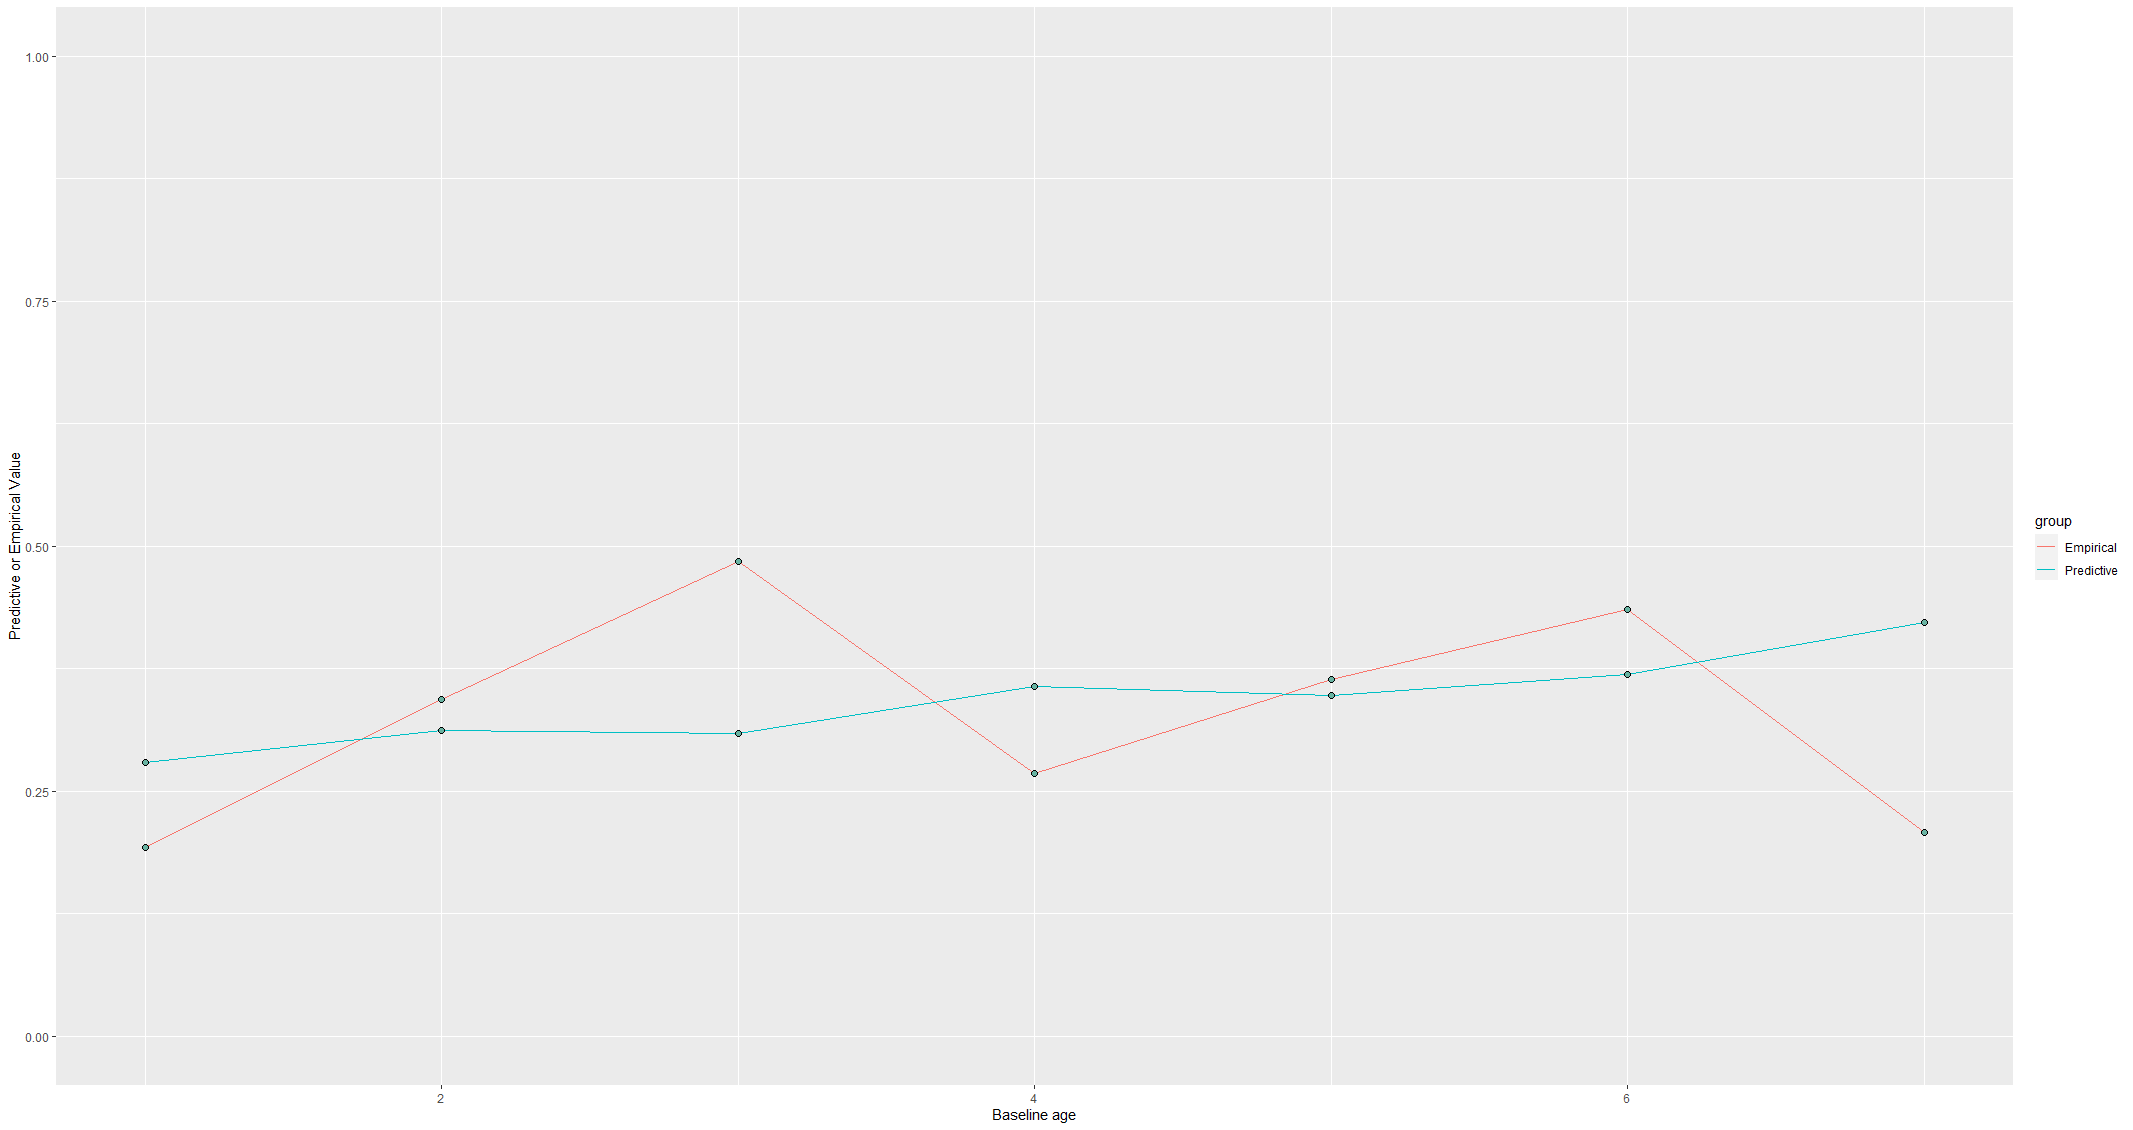 1.00
0.75
0.50
0.25
0.00
Predictive or Empirical Value
2
4
6
Baseline age
group
Empirical
Predictive